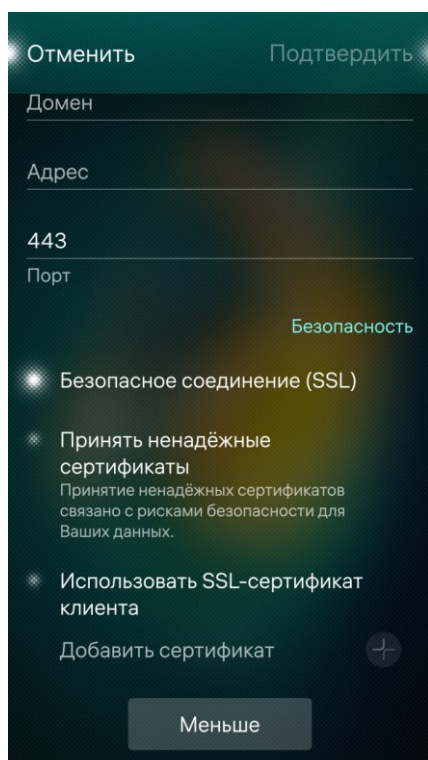 Отменить
Подтвердить
Домен
Адрес
443
Порт
Безопасность
Безопасное соединение (SSL)
Принять ненадёжные
сертификаты
Принятие ненадёжных сертификатов
связано с рисками безопасности для
Ваших данных.
Использовать SSL-сертификат
клиента
Добавить сертификат
Меньше